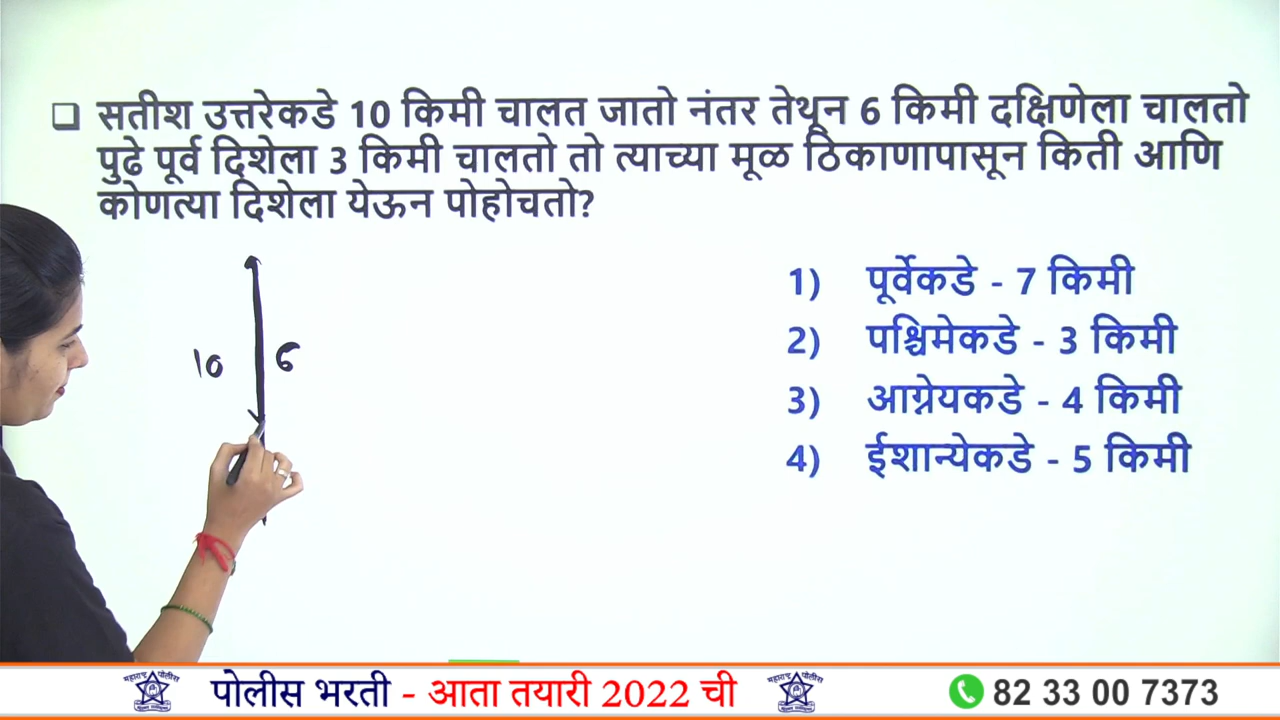 सतीश उत्तरेकडे 10 किमी चालत जातो नंतर तेथून 6 किमी दक्षिणेला चालतो
पुढे पूर्व दिशेला 3 किमी चालतो तो त्याच्या मूळ ठिकाणापासून किती आणि
कोणत्या दिशेला येऊन पोहोचतो?
1) पूर्वेकडे - 7 किमी
2) पश्चिमेकडे - 3 किमी
3) आग्नेयकडे - 4 किमी
4) ईशान्येकडे - 5 किमी
10 6
पोलीस भरती - आता तयारी 2022 ची
82 33 00 7373